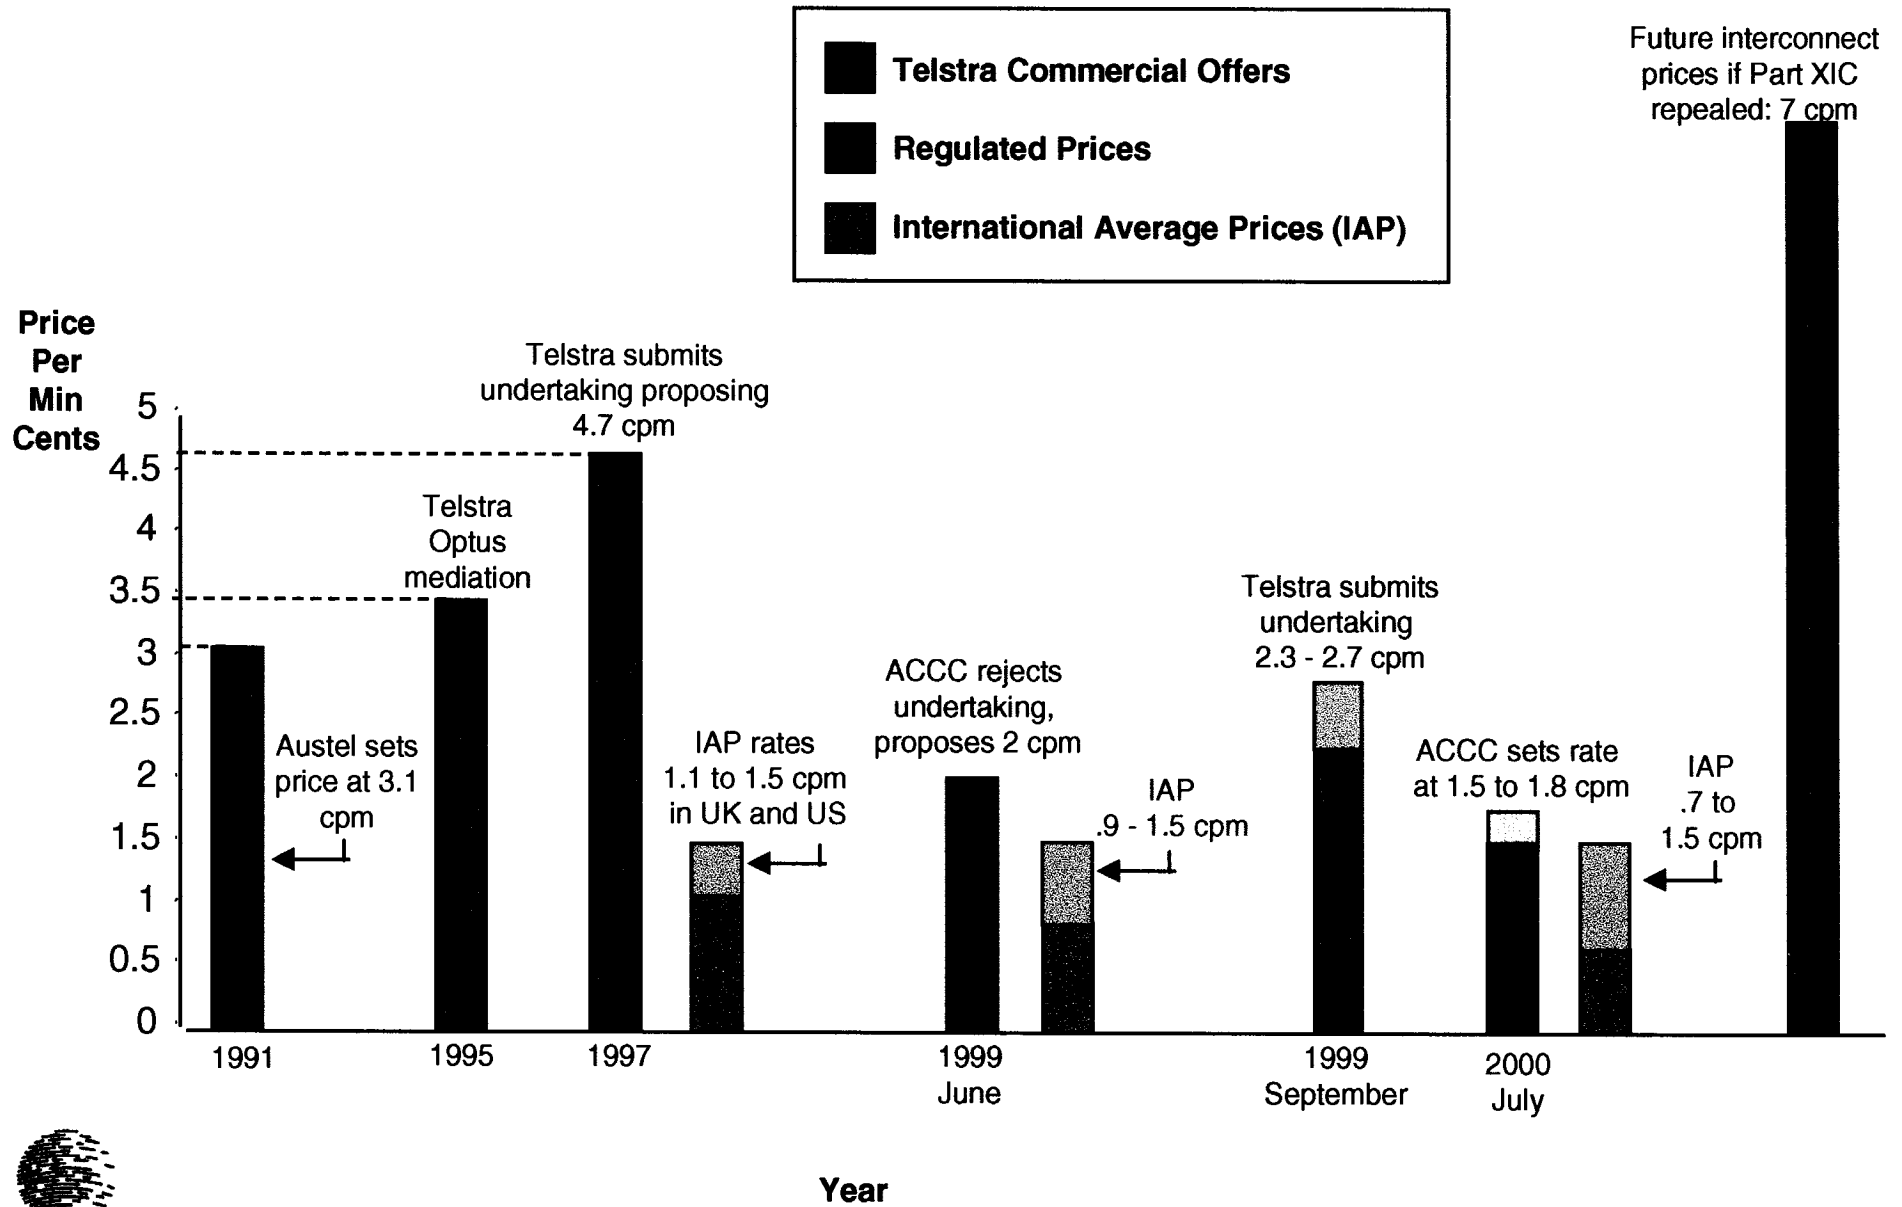 Telstra Commercial Offers
Regulated Prices
International Average Prices (IAP)
Future interconnect
prices if Part XIC
repealed: 7 cpm
Price
Per
Min
Cents
5
4.5
4
3.5
3
2.5
2
1.5
1
0.5
0
Austel sets
price at 3.1
cpm
Telstra
Optus
mediation
Telstra submits
undertaking proposing
4.7 cpm
IAP rates
1.1 to 1.5 cpm
in UK and US
ACCC rejects
undertaking,
proposes 2 cpm
IAP
.9 - 1.5 cpm
Telstra submits
undertaking
2.3 - 2.7 cpm
ACCC sets rate
at 1.5 to 1.8 cpm
IAP
.7 to
1.5 cpm
1991
1995
1997
1999
June
1999
September
2000
July
Year